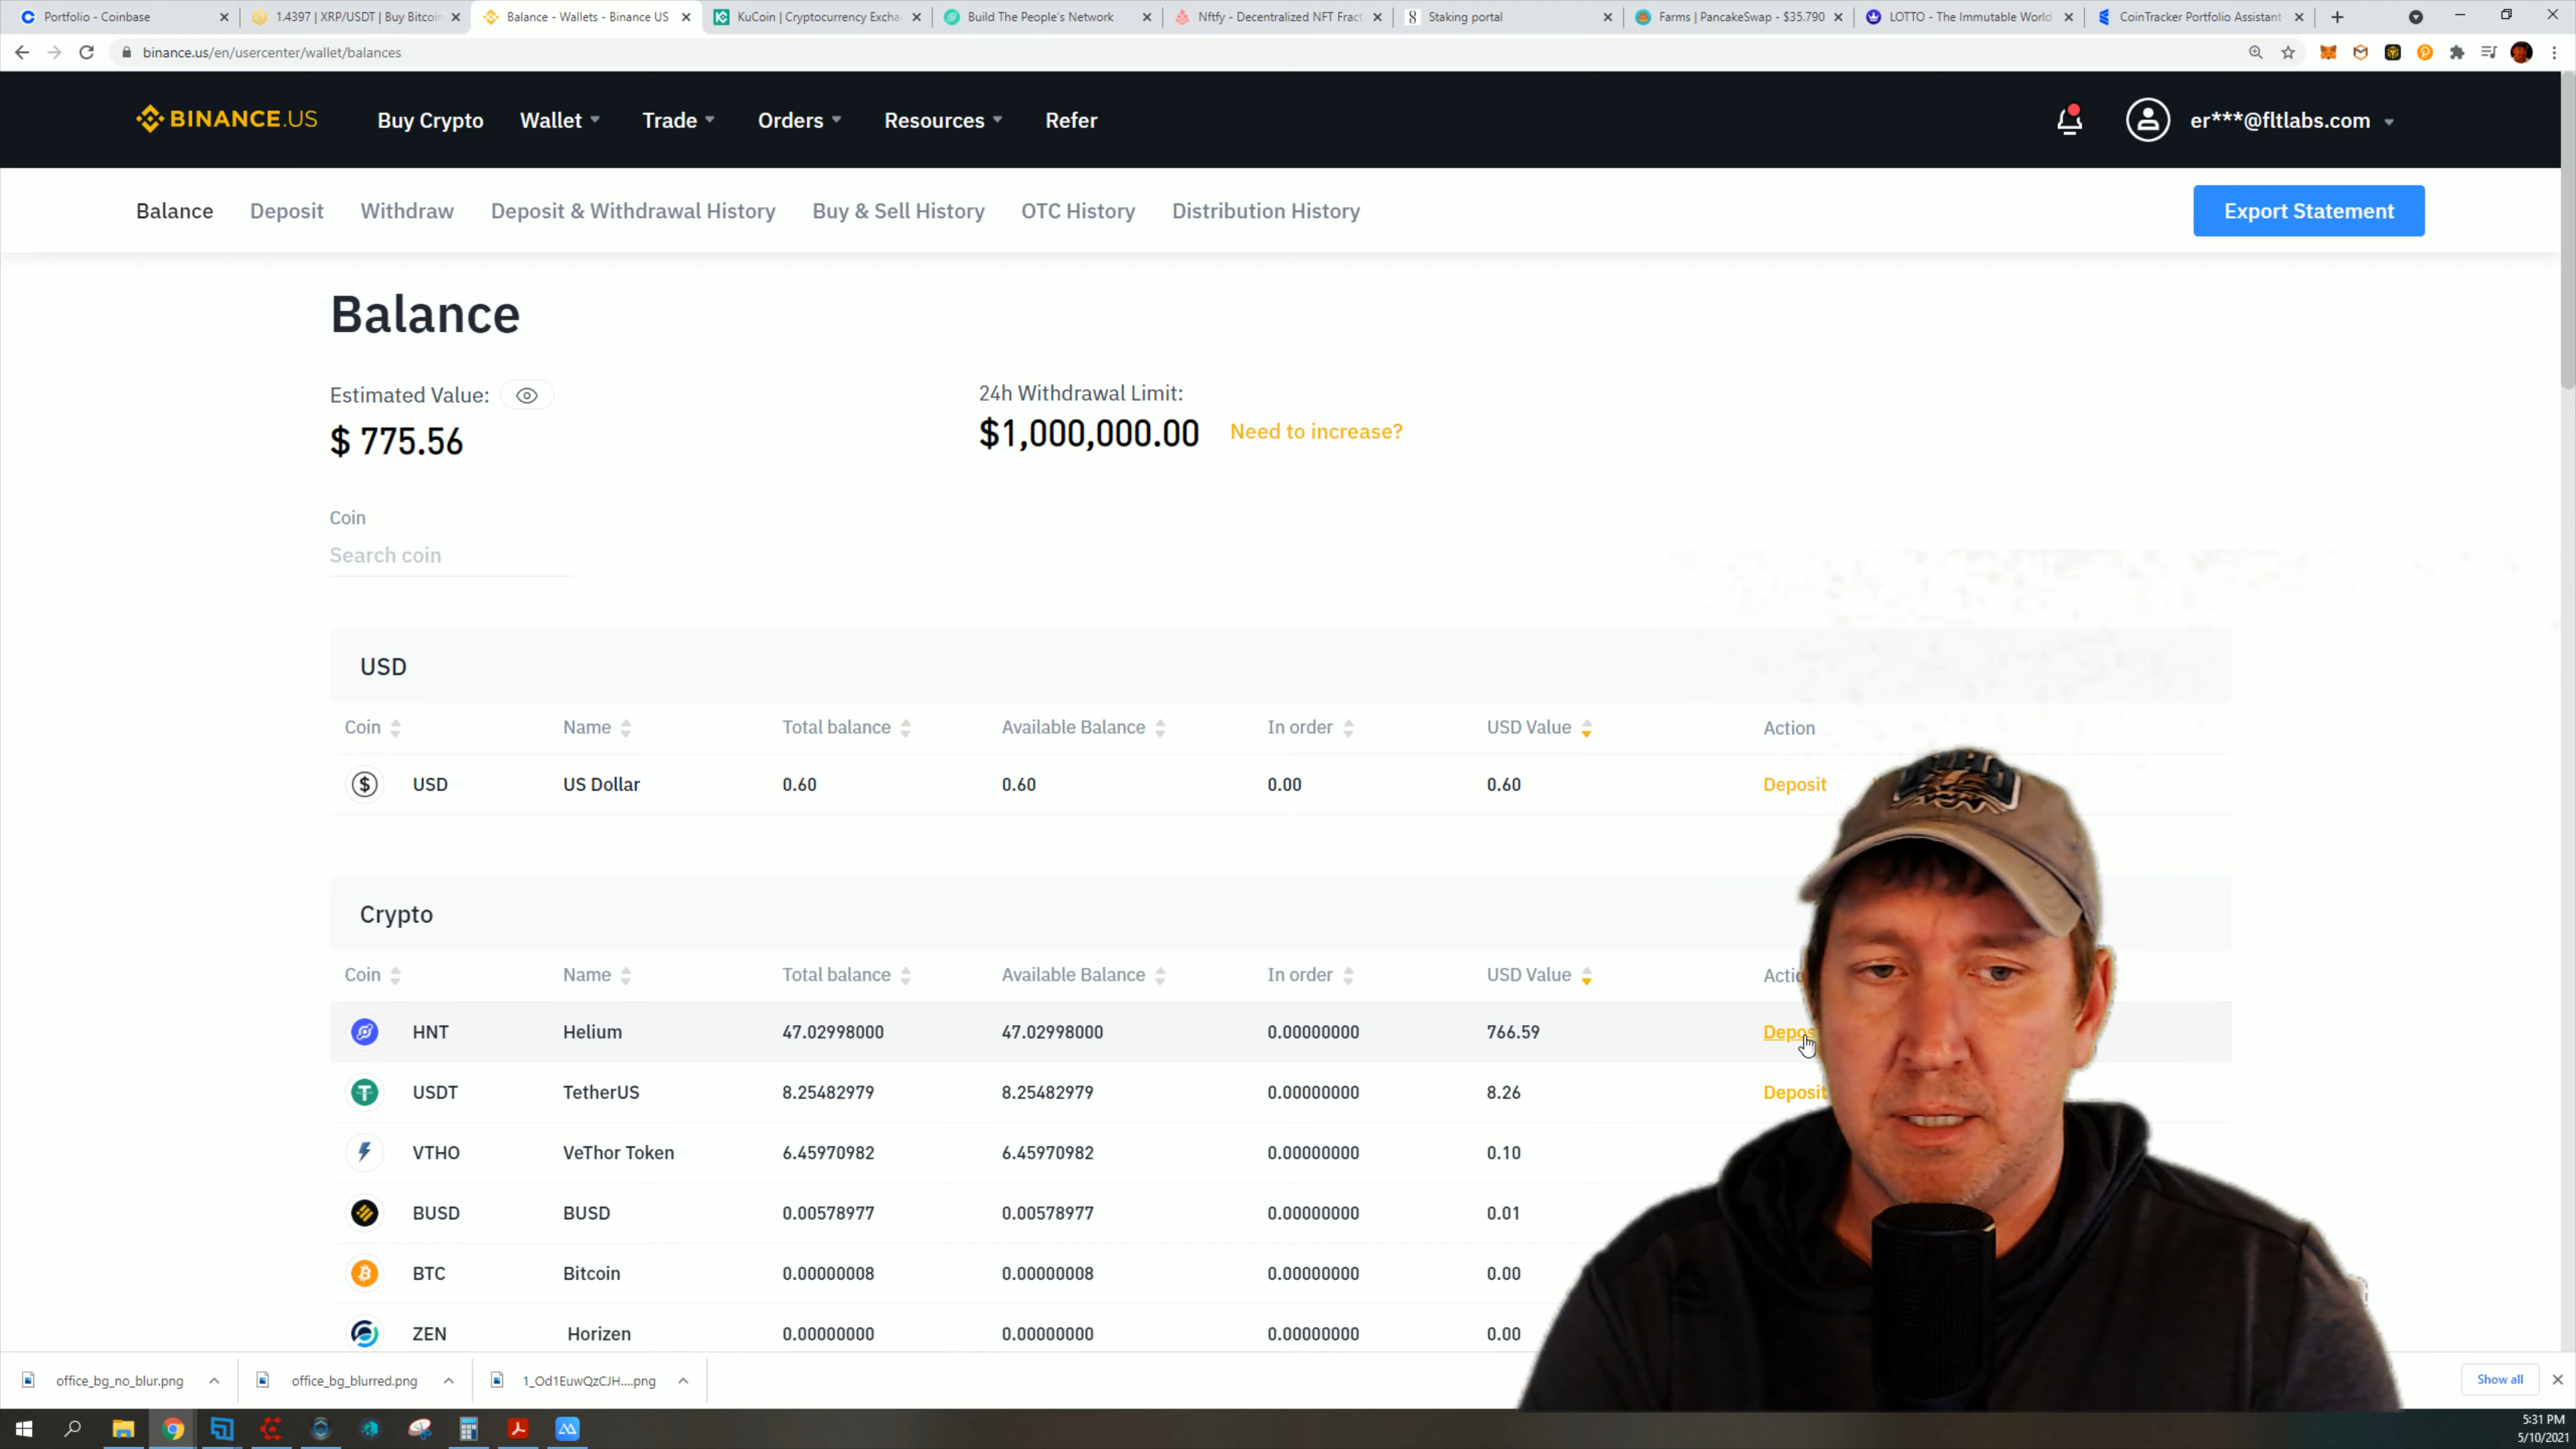 Portfolio - Coinbase
1.4397 | XRP/USDT | Buy Bitcoin
Balance - Wallets - Binance US
KuCoin | Cryptocurrency Excha
Build The People's Network
Nftfy - Decentralized NFT Fract
Staking portal
Farms | PancakeSwap - $35.790
LOTTO - The Immutable World
CoinTracker Portfolio Assistant
binance.us/en/usercenter/wallet/balances
BINANCE.US
Buy Crypto
Wallet
Trade
Orders
Resources
Refer
er***@fltlabs.com
Balance
Deposit
Withdraw
Deposit & Withdrawal History
Buy & Sell History
OTC History
Distribution History
Export Statement
Balance
Estimated Value:
$ 775.56
24h Withdrawal Limit:
$1,000,000.00 Need to increase?
Coin
Search coin
USD
Coin Name Total balance Available Balance In order USD Value Action
$ USD US Dollar 0.60 0.60 0.00 0.60 Deposit
Crypto
Coin Name Total balance Available Balance In order USD Value Actio
HNT Helium 47.02998000 47.02998000 0.00000000 766.59 Depos
USDT TetherUS 8.25482979 8.25482979 0.00000000 8.26 Deposit
VTHO VeThor Token 6.45970982 6.45970982 0.00000000 0.10
BUSD BUSD 0.00578977 0.00578977 0.00000000 0.01
BTC Bitcoin 0.00000008 0.00000008 0.00000000 0.00
ZEN Horizen 0.00000000 0.00000000 0.00000000 0.00
office_bg_no_blur.png
office_bg_blurred.png
1_Od1EuwQzCJH....png
Show all
5:31 PM
5/10/2021